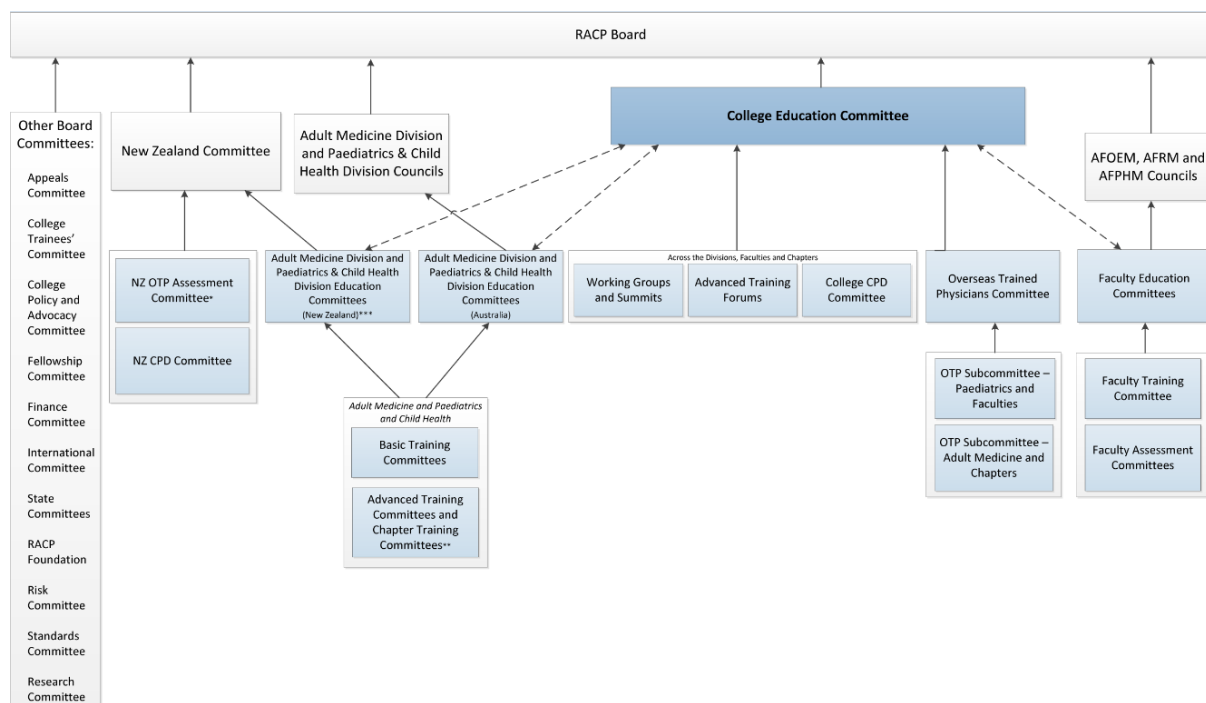 RACP Board
Other Board
Committees:
Appeals
Committee
College
Trainees’
Committee
College
Policy and
Advocacy
Committee
Fellowship
Committee
Finance
Committee
International
Committee
State
Committees
RACP
Foundation
Risk
Committee
Standards
Committee
Research
Committee
New Zealand Committee
Adult Medicine Division
and Paediatrics & Child
Health Division Councils
College Education Committee
AFOEM, AFRM and
AFPHM Councils
NZ OTP Assessment
Committee*
NZ CPD Committee
Adult Medicine Division and
Paediatrics & Child Health
Division Education
Committees
(New Zealand)***
Adult Medicine Division and
Paediatrics & Child Health
Division Education
Committees
(Australia)
Across the Divisions, Faculties and Chapters
Working Groups
and Summits
Advanced Training
Forums
College CPD
Committee
Overseas Trained
Physicians Committee
Faculty Education
Committees
Adult Medicine and Paediatrics
and Child Health
Basic Training
Committees
Advanced Training
Committees and
Chapter Training
Committees**
OTP Subcommittee –
Paediatrics and
Faculties
OTP Subcommittee –
Adult Medicine and
Chapters
Faculty Training
Committee
Faculty Assessment
Committees